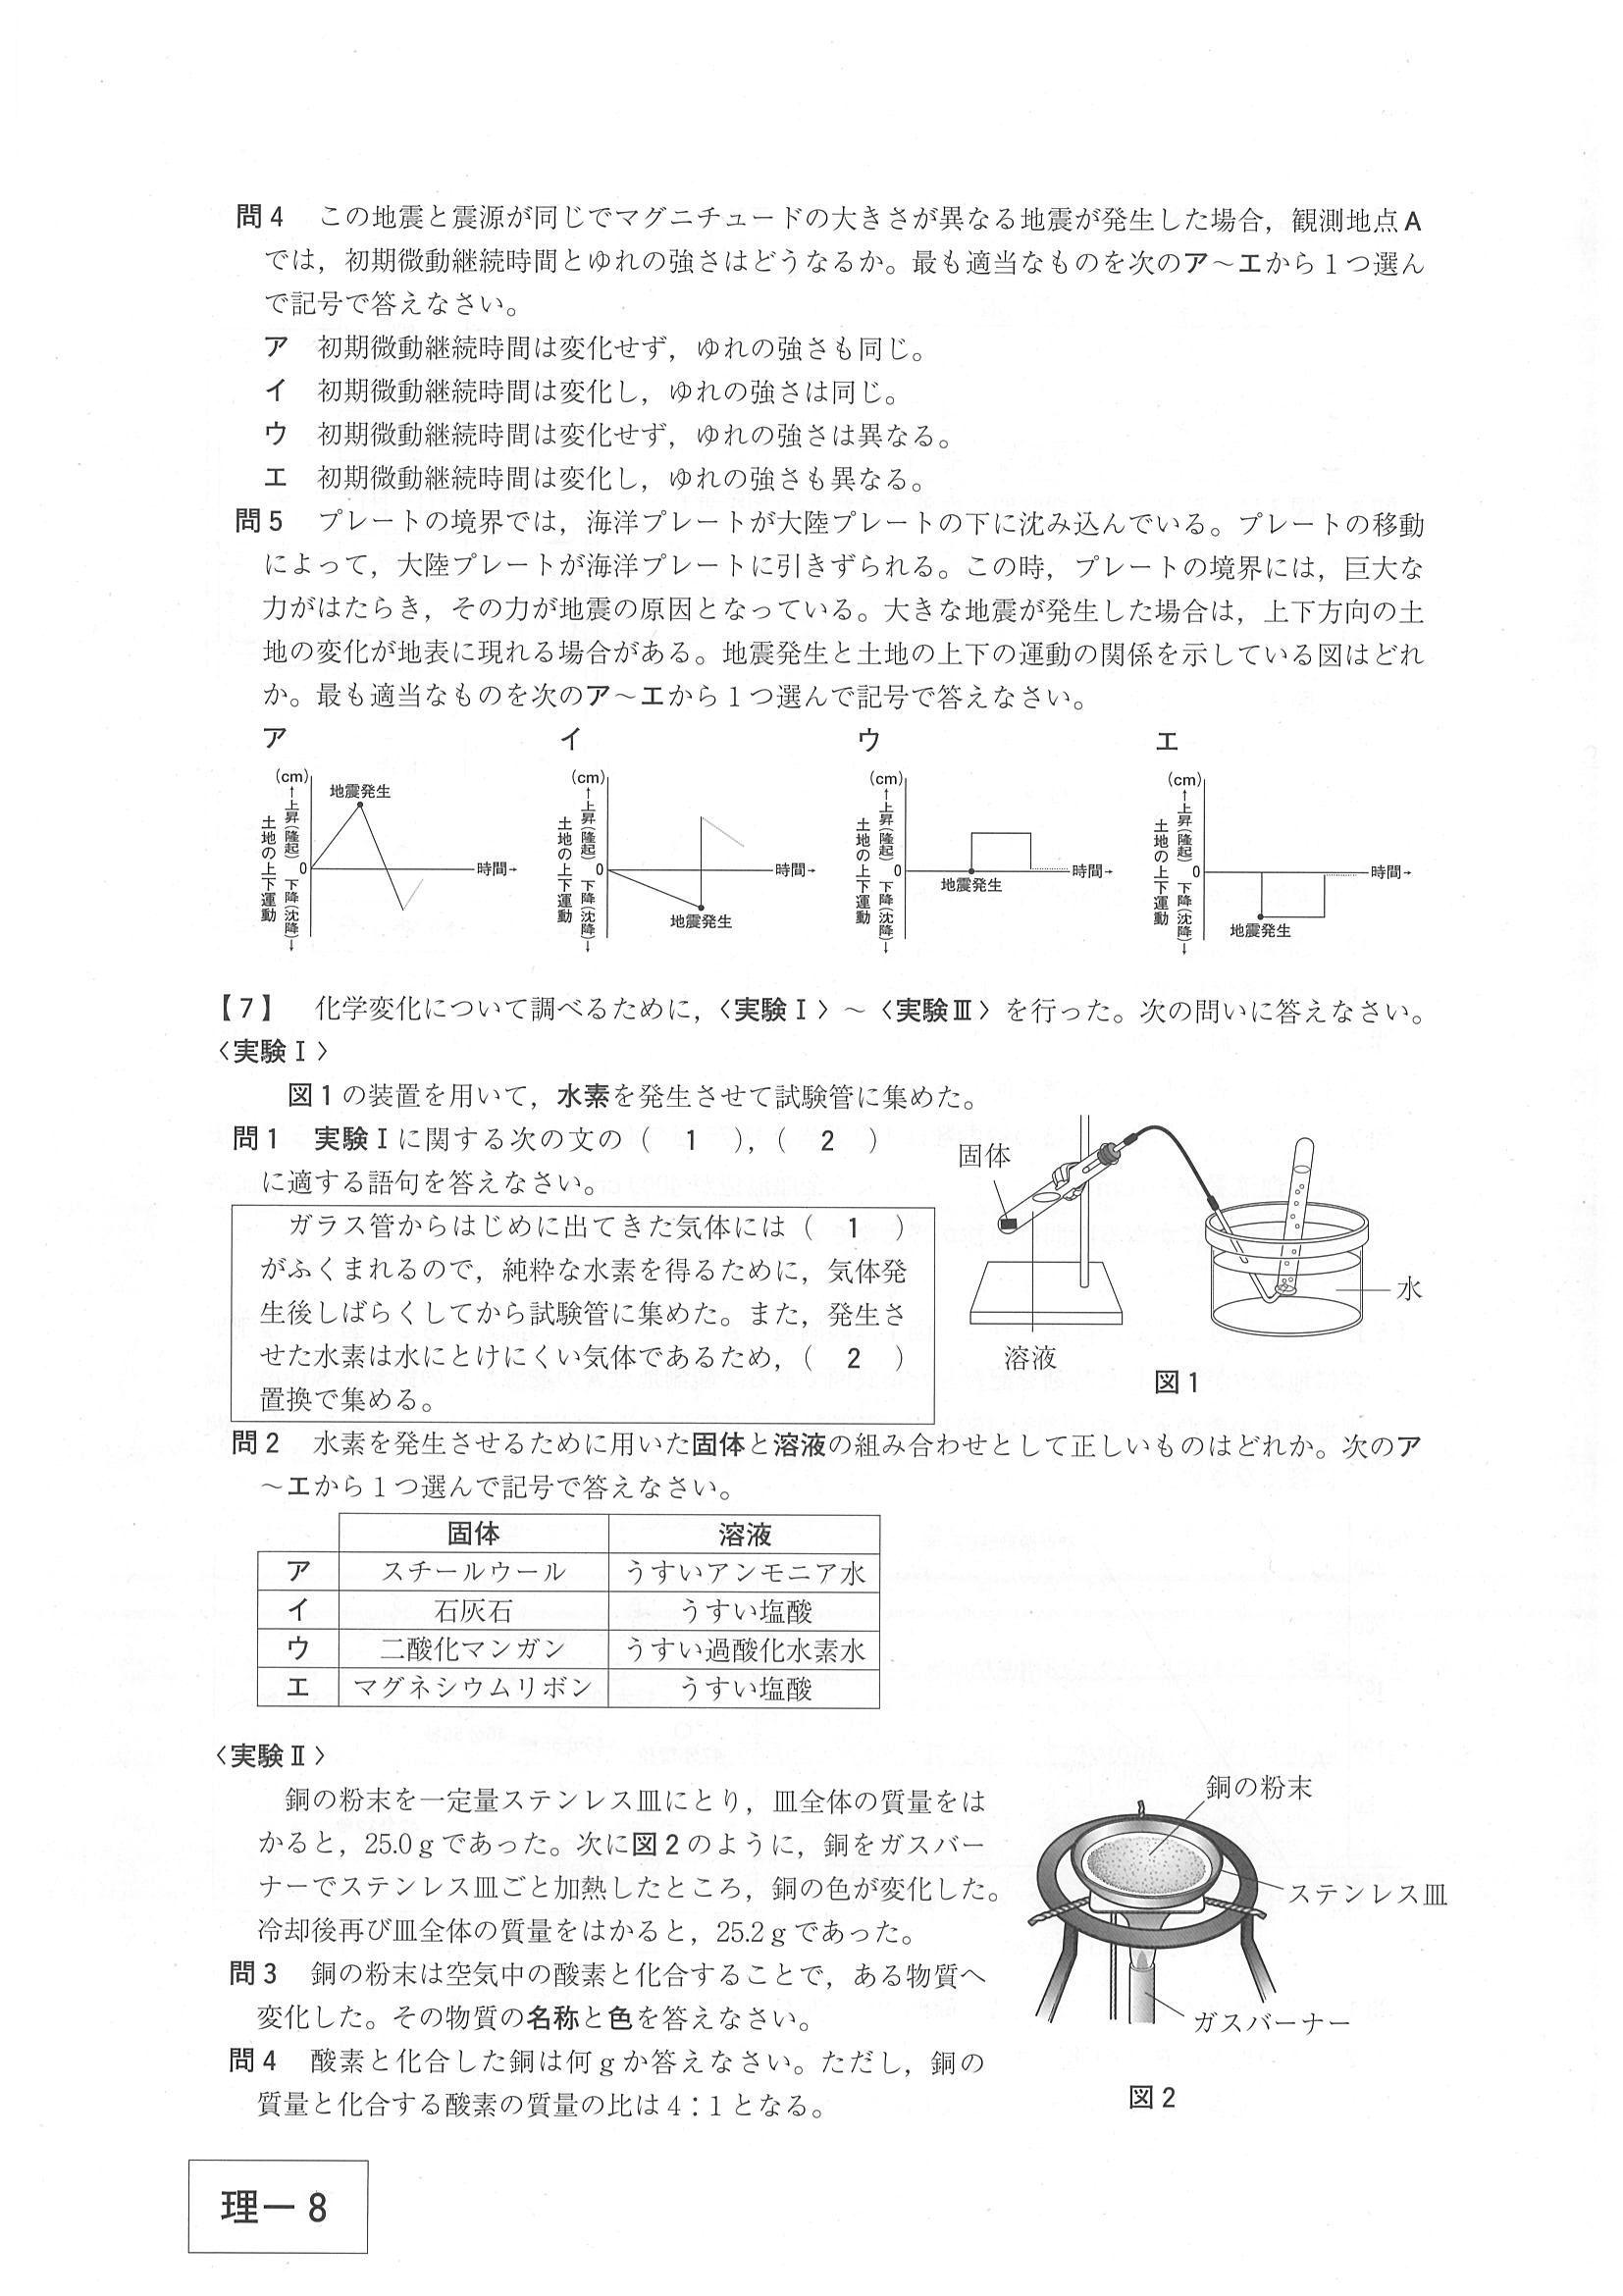 問4　この地震と震源が同じでマグニチュードの大きさが異なる地震が発生した場合，観測地点A
では，初期微動継続時間とゆれの強さはどうなるか。最も適当なものを次のア～エから1つ選ん
で記号で答えなさい。
ア　初期微動継続時間は変化せず，ゆれの強さも同じ。
イ　初期微動継続時間は変化し，ゆれの強さは同じ。
ウ　初期微動継続時間は変化せず，ゆれの強さは異なる。
エ　初期微動継続時間は変化し，ゆれの強さも異なる。
問5　プレートの境界では，海洋プレートが大陸プレートの下に沈み込んでいる。プレートの移動
によって，大陸プレートが海洋プレートに引きずられる。この時，プレートの境界には，巨大な
力がはたらき，その力が地震の原因となっている。大きな地震が発生した場合は，上下方向の土
地の変化が地表に現れる場合がある。地震発生と土地の上下の運動の関係を示している図はどれ
か。最も適当なものを次のア～エから1つ選んで記号で答えなさい。
ア
(cm)
土地の上下運動
←下降(沈降) 0 上昇(隆起)→
地震発生
時間→
イ
(cm)
土地の上下運動
←下降(沈降) 0 上昇(隆起)→
地震発生
時間→
ウ
(cm)
土地の上下運動
←下降(沈降) 0 上昇(隆起)→
地震発生
時間→
エ
(cm)
土地の上下運動
←下降(沈降) 0 上昇(隆起)→
地震発生
時間→
【7】　化学変化について調べるために，〈実験Ⅰ〉～〈実験Ⅲ〉を行った。次の問いに答えなさい。
〈実験Ⅰ〉
図1の装置を用いて，水素を発生させて試験管に集めた。
問1　実験Ⅰに関する次の文の（　1　），（　2　）
に適する語句を答えなさい。
ガラス管からはじめに出てきた気体には（　1　）
がふくまれるので，純粋な水素を得るために，気体発
生後しばらくしてから試験管に集めた。また，発生さ
せた水素は水にとけにくい気体であるため，（　2　）
置換で集める。
固体
溶液
水
図1
問2　水素を発生させるために用いた固体と溶液の組み合わせとして正しいものはどれか。次のア
～エから1つ選んで記号で答えなさい。
固体　溶液
ア　スチールウール　うすいアンモニア水
イ　石灰石　うすい塩酸
ウ　二酸化マンガン　うすい過酸化水素水
エ　マグネシウムリボン　うすい塩酸
〈実験Ⅱ〉
銅の粉末を一定量ステンレス皿にとり，皿全体の質量をは
かると，25.0gであった。次に図2のように，銅をガスバー
ナーでステンレス皿ごと加熱したところ，銅の色が変化した。
冷却後再び皿全体の質量をはかると，25.2gであった。
問3　銅の粉末は空気中の酸素と化合することで，ある物質へ
変化した。その物質の名称と色を答えなさい。
問4　酸素と化合した銅は何gか答えなさい。ただし，銅の
質量と化合する酸素の質量の比は4：1となる。
銅の粉末
ステンレス皿
ガスバーナー
図2
理－8